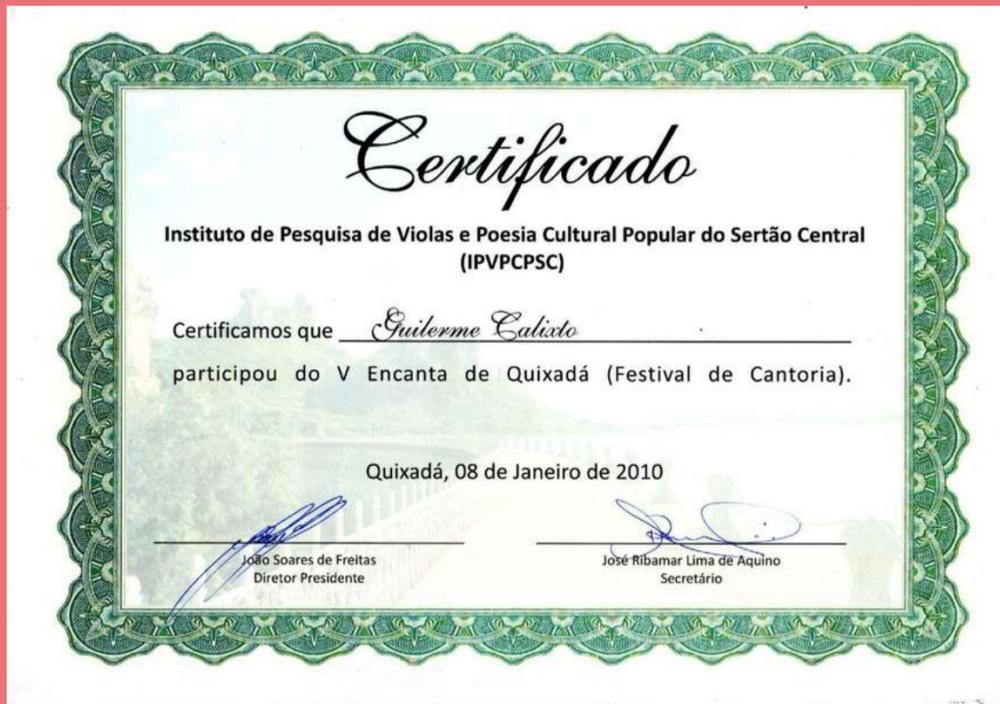 Certificado
Instituto de Pesquisa de Violas e Poesia Cultural Popular do Sertão Central
(IPVPCPSC)
Certificamos que Guilerme Calixto
participou do V Encanta de Quixadá (Festival de Cantoria).
Quixadá, 08 de Janeiro de 2010
João Soares de Freitas
Diretor Presidente
José Ribamar Lima de Aquino
Secretário